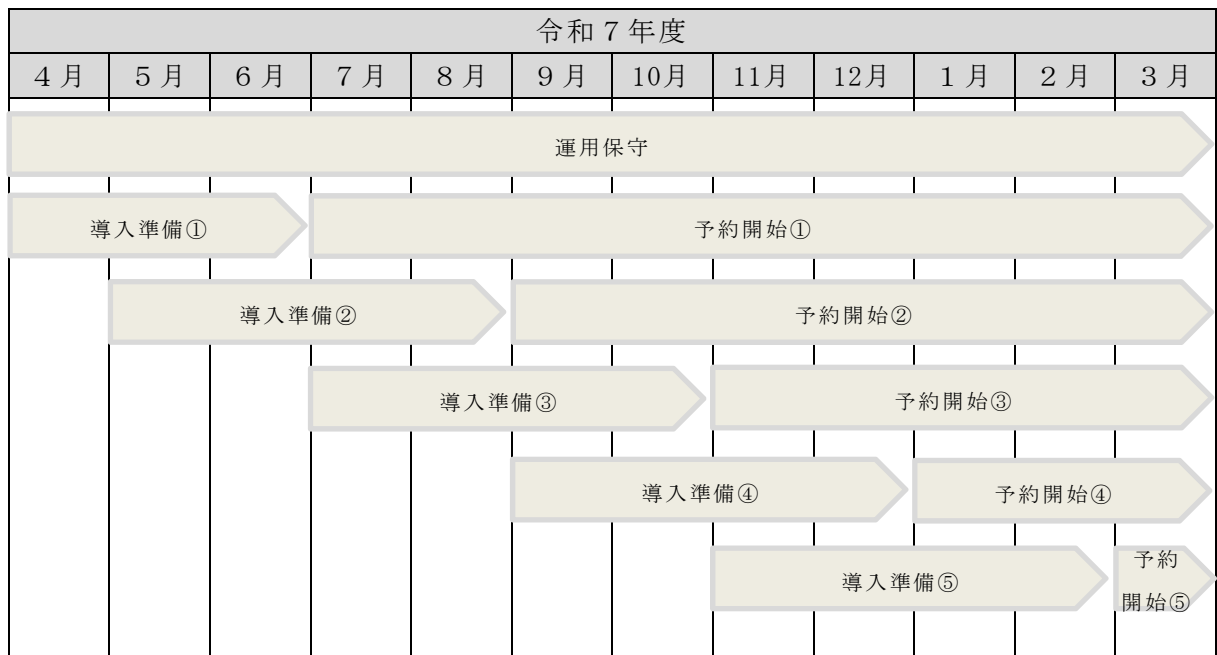 令和７年度
４月 ５月 ６月 ７月 ８月 ９月 10月 11月 12月 １月 ２月 ３月
運用保守
導入準備① 予約開始①
導入準備② 予約開始②
導入準備③ 予約開始③
導入準備④ 予約開始④
導入準備⑤
予約
開始⑤